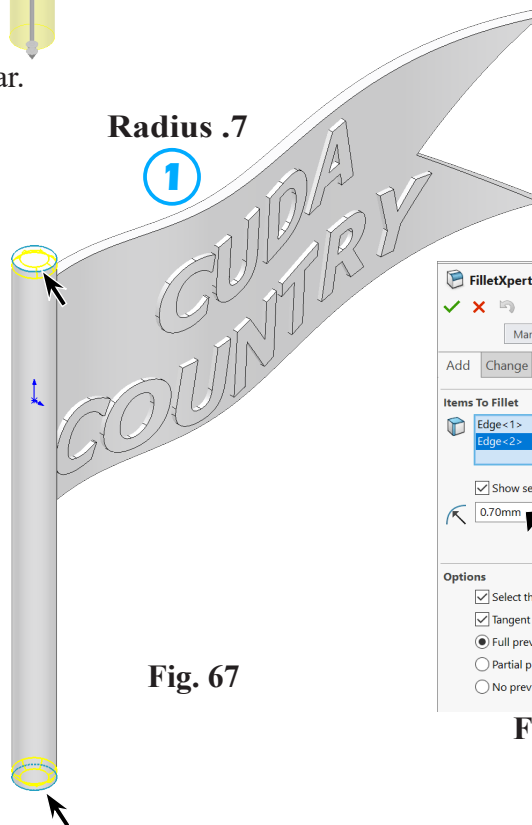 ar.
Radius .7
1
CUDA
COUNTRY
FilletXpert
Mar
Add Change
Items To Fillet
Edge<1>
Edge<2>
Show se
0.70mm
Options
Select th
Tangent
Full prev
Partial p
No prev
Fig. 67
F